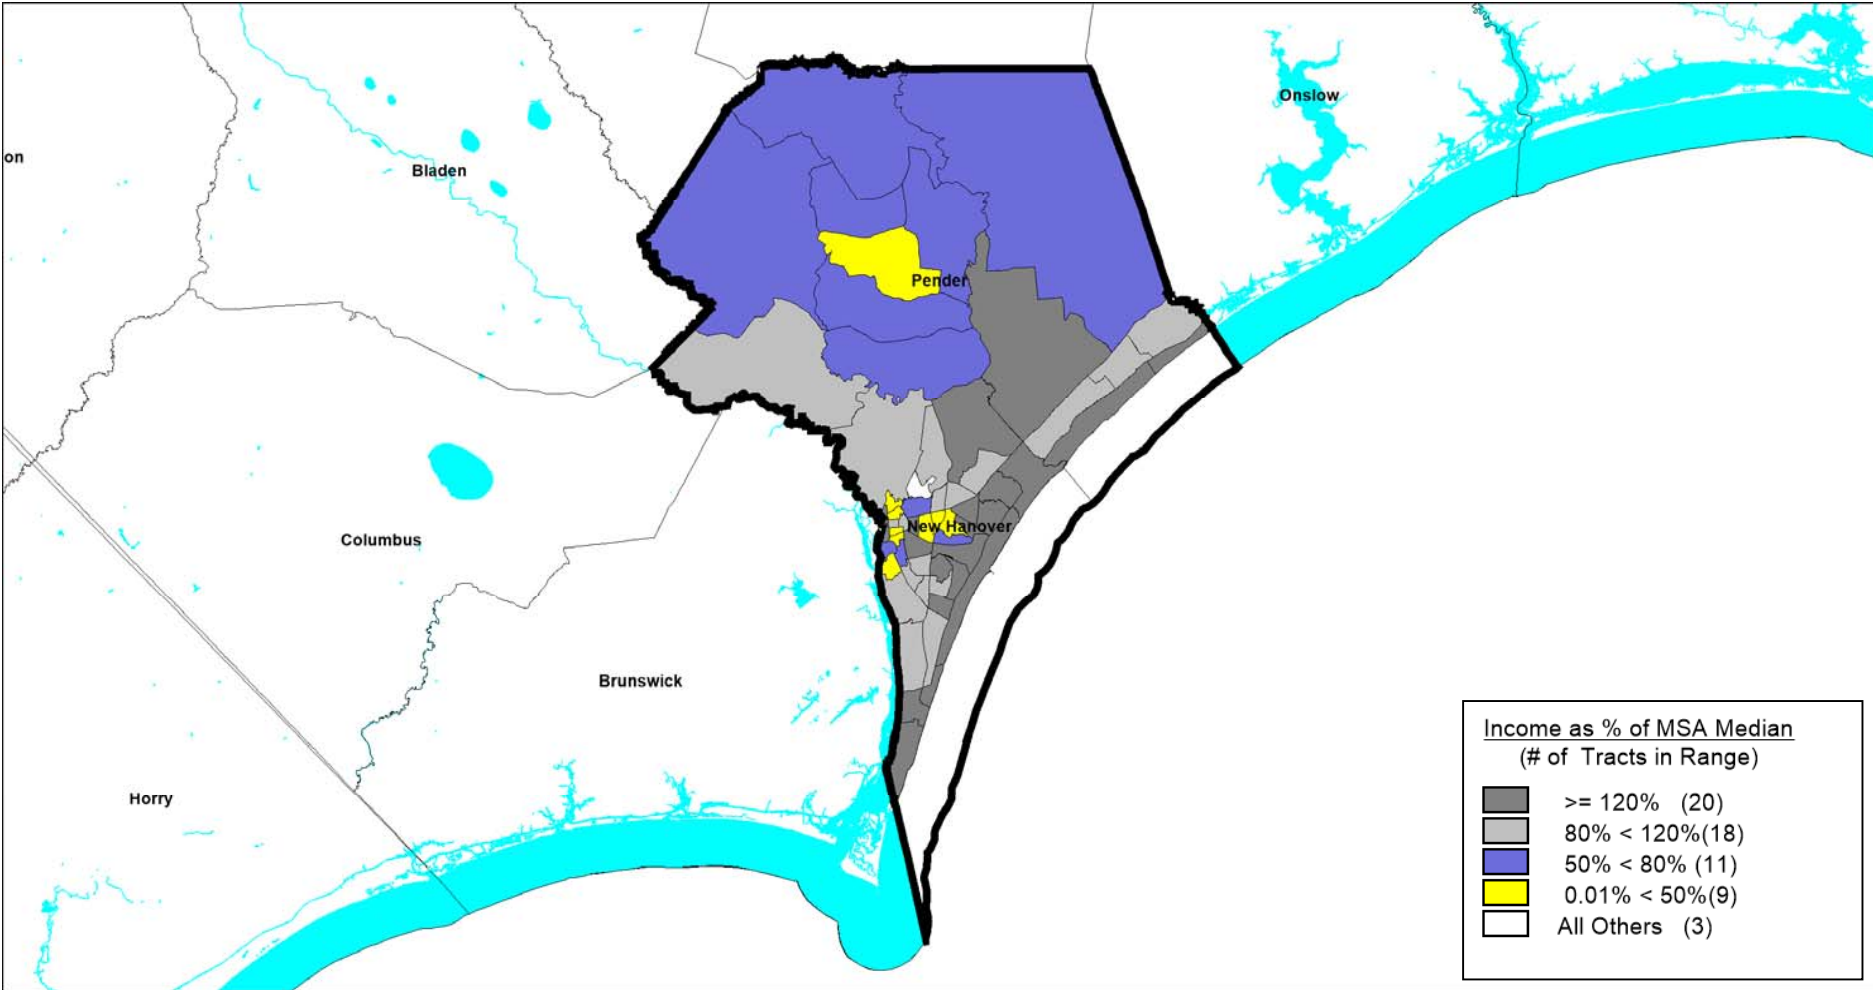 Onslow
on
Bladen
Pender
New Hanover
Columbus
Brunswick
Horry
Income as % of MSA Median
(# of Tracts in Range)
>= 120% (20)
80% < 120%(18)
50% < 80% (11)
0.01% < 50%(9)
All Others (3)